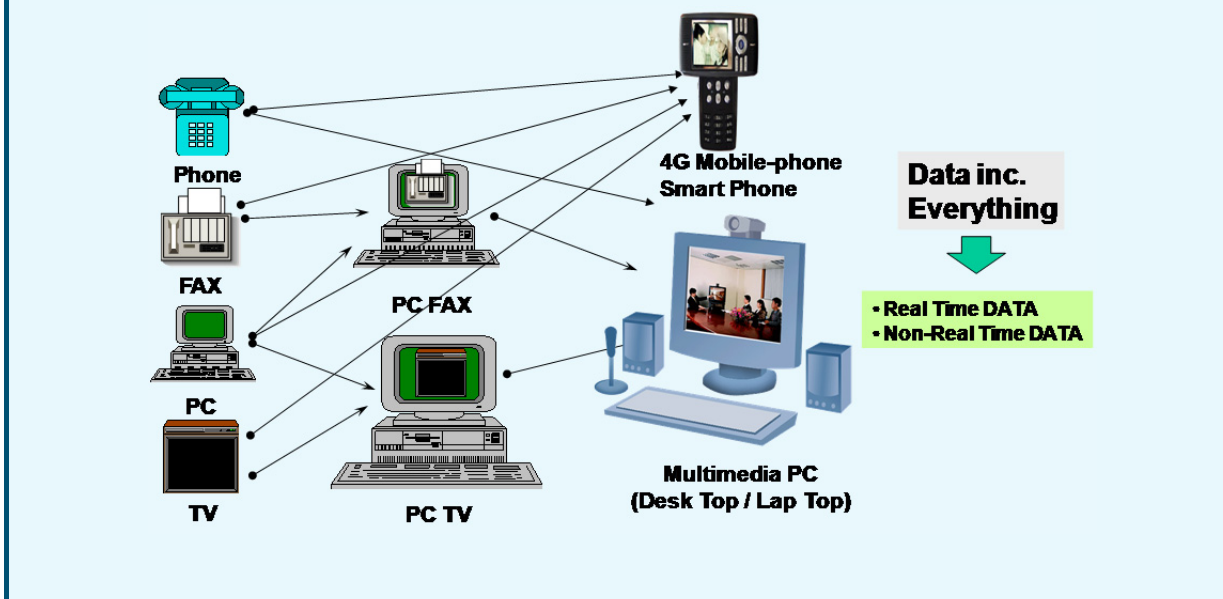 Phone
FAX
PC
TV
PC FAX
PC TV
4G Mobile-phone
Smart Phone
Multimedia PC
(Desk Top / Lap Top)
Data inc.
Everything
• Real Time DATA
• Non-Real Time DATA